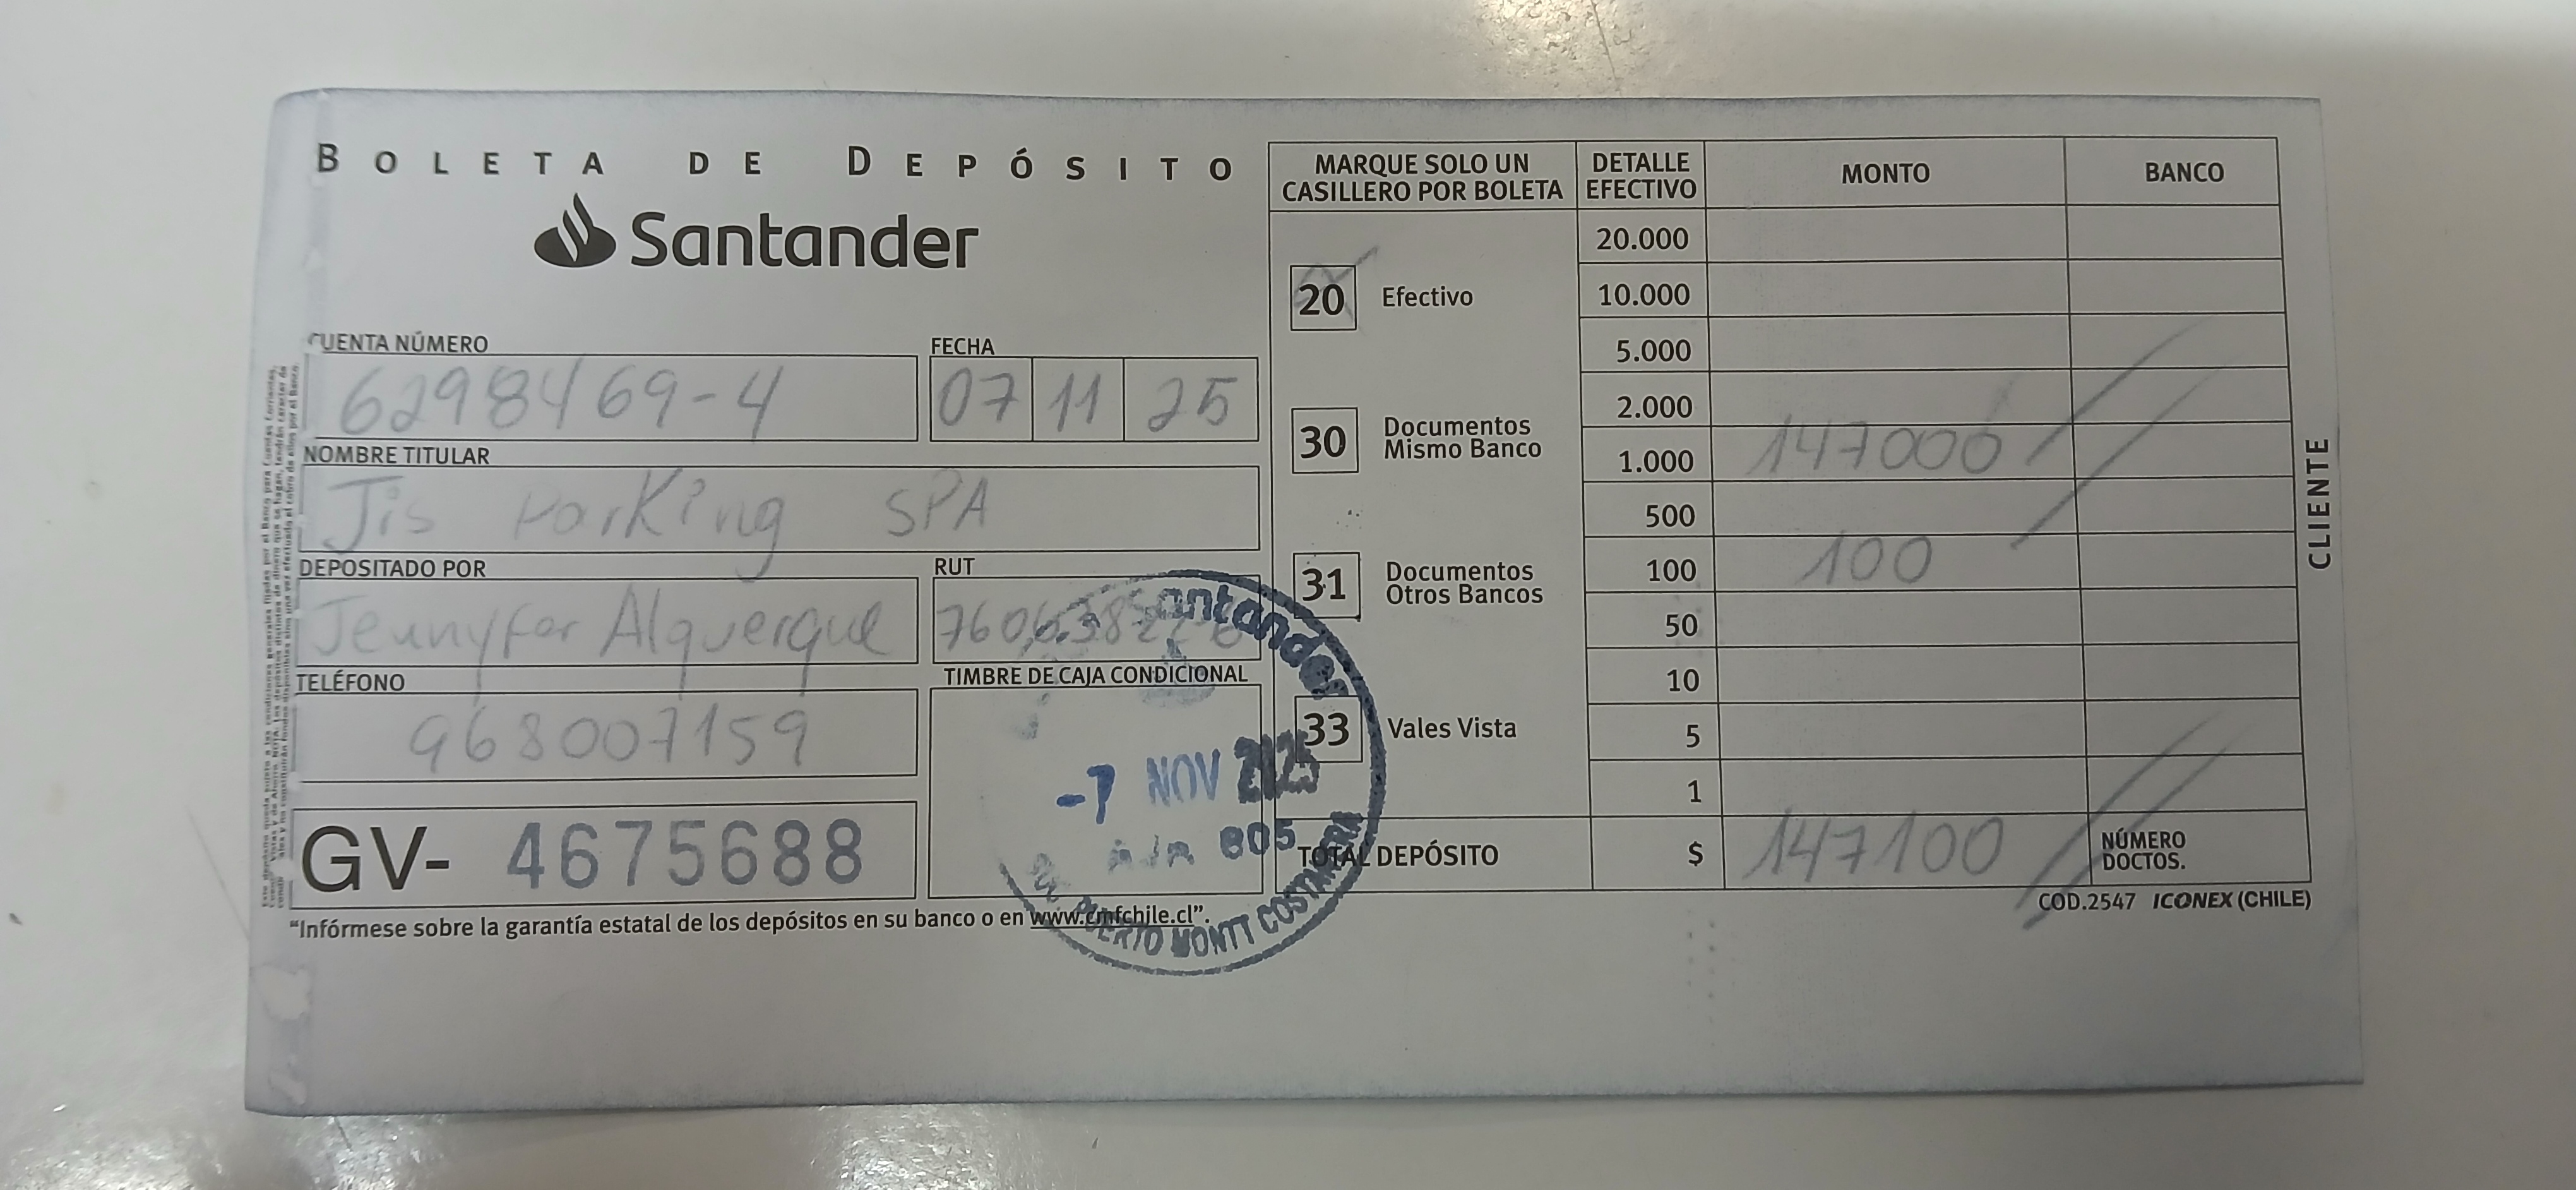 BOLETA DE DEPÓSITO
Santander
CUENTA NÚMERO
6298469-4
FECHA
07 11 25
NOMBRE TITULAR
Jis Parking SPA
DEPOSITADO POR
Jennyfer Alquerque
RUT
TELÉFONO
968007159
TIMBRE DE CAJA CONDICIONAL
GV- 4675688
"Infórmese sobre la garantía estatal de los depósitos en su banco o en www.cmfchile.cl".
Santander
-7 NOV 2025
805
PUERTO MONTT COSTANERA
MARQUE SOLO UN
CASILLERO POR BOLETA
20 Efectivo
30 Documentos
Mismo Banco
31 Documentos
Otros Bancos
33 Vales Vista
DETALLE
EFECTIVO
MONTO
BANCO
20.000
10.000
5.000
2.000
1.000 147000
500
100 100
50
10
5
1
TOTAL DEPÓSITO $ 147100
NÚMERO
DOCTOS.
COD.2547 ICONEX (CHILE)
CLIENTE